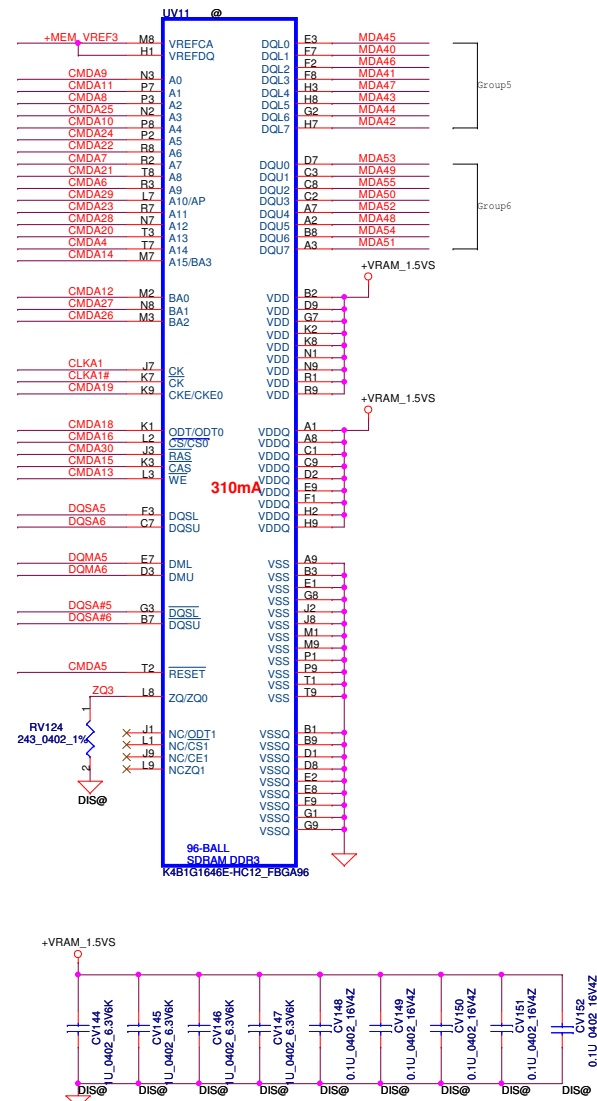 UV11 @
+MEM_VREF3 M8 VREFCA DQL0 E3 MDA45
H1 VREFDQ DQL1 F7 MDA40
DQL2 F2 MDA46
CMDA9 N3 A0 DQL3 F8 MDA41
CMDA11 P7 A1 DQL4 H3 MDA47 Group5
CMDA8 P3 A2 DQL5 H8 MDA43
CMDA25 N2 A3 DQL6 G2 MDA44
CMDA10 P8 A4 DQL7 H7 MDA42
CMDA24 P2 A5
CMDA22 R8 A6
CMDA7 R2 A7 DQU0 D7 MDA53
CMDA21 T8 A8 DQU1 C3 MDA49
CMDA6 R3 A9 DQU2 C8 MDA55
CMDA29 L7 A10/AP DQU3 C2 MDA50
CMDA23 R7 A11 DQU4 A7 MDA52 Group6
CMDA28 N7 A12 DQU5 A2 MDA48
CMDA20 T3 A13 DQU6 B8 MDA54
CMDA4 T7 A14 DQU7 A3 MDA51
CMDA14 M7 A15/BA3
+VRAM_1.5VS
CMDA12 M2 BA0 VDD B2
CMDA27 N8 BA1 VDD D9
CMDA26 M3 BA2 VDD G7
VDD K2
VDD K8
VDD N1
CLKA1 J7 CK VDD N9
CLKA1# K7 CK VDD R1
CMDA19 K9 CKE/CKE0 VDD R9
+VRAM_1.5VS
CMDA18 K1 ODT/ODT0 VDDQ A1
CMDA16 L2 CS/CS0 VDDQ A8
CMDA30 J3 RAS VDDQ C1
CMDA15 K3 CAS VDDQ C9
CMDA13 L3 WE VDDQ D2
310mA VDDQ E9
VDDQ F1
DQSA5 F3 DQSL VDDQ H2
DQSA6 C7 DQSU VDDQ H9
DQMA5 E7 DML VSS A9
DQMA6 D3 DMU VSS B3
VSS E1
VSS G8
DQSA#5 G3 DQSL VSS J2
DQSA#6 B7 DQSU VSS J8
VSS M1
VSS M9
VSS P1
CMDA5 T2 RESET VSS P9
VSS T1
ZQ3 L8 ZQ/ZQ0 VSS T9
1
RV124 J1 NC/ODT1 VSSQ B1
243_0402_1% L1 NC/CS1 VSSQ B9
J9 NC/CE1 VSSQ D1
2 L9 NCZQ1 VSSQ D8
VSSQ E2
DIS@ VSSQ E8
VSSQ F9
VSSQ G1
VSSQ G9
96-BALL
SDRAM DDR3
K4B1G1646E-HC12_FBGA96
+VRAM_1.5VS
CV144
1U_0402_6.3V6K
CV145
1U_0402_6.3V6K
CV146
1U_0402_6.3V6K
CV147
1U_0402_6.3V6K
CV148
0.1U_0402_16V4Z
CV149
0.1U_0402_16V4Z
CV150
0.1U_0402_16V4Z
CV151
0.1U_0402_16V4Z
CV152
0.1U_0402_16V4Z
DIS@ DIS@ DIS@ DIS@ DIS@ DIS@ DIS@ DIS@ DIS@